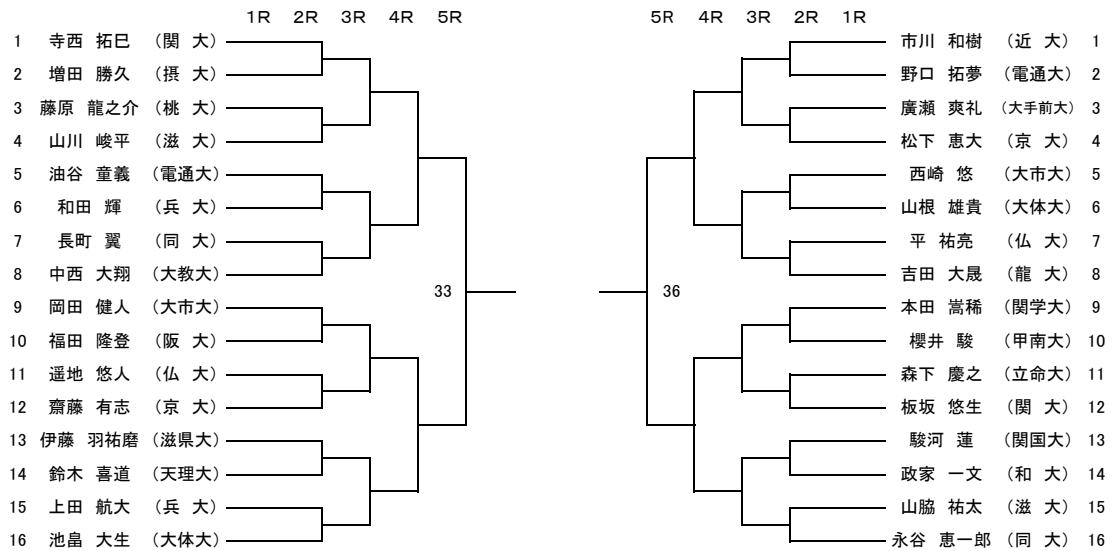 1R 2R 3R 4R 5R
1 寺西 拓巳 （関 大）
2 増田 勝久 （摂 大）
3 藤原 龍之介 （桃 大）
4 山川 峻平 （滋 大）
5 油谷 童義 （電通大）
6 和田 輝 （兵 大）
7 長町 翼 （同 大）
8 中西 大翔 （大教大）
9 岡田 健人 （大市大）
10 福田 隆登 （阪 大）
11 遥地 悠人 （仏 大）
12 齋藤 有志 （京 大）
13 伊藤 羽祐磨 （滋県大）
14 鈴木 喜道 （天理大）
15 上田 航大 （兵 大）
16 池畠 大生 （大体大）
33
5R 4R 3R 2R 1R
市川 和樹 （近 大） 1
野口 拓夢 （電通大） 2
廣瀬 爽礼 （大手前大） 3
松下 恵大 （京 大） 4
西崎 悠 （大市大） 5
山根 雄貴 （大体大） 6
平 祐亮 （仏 大） 7
吉田 大晟 （龍 大） 8
本田 嵩稀 （関学大） 9
櫻井 駿 （甲南大） 10
森下 慶之 （立命大） 11
板坂 悠生 （関 大） 12
駿河 蓮 （関国大） 13
政家 一文 （和 大） 14
山脇 祐太 （滋 大） 15
永谷 恵一郎 （同 大） 16
36